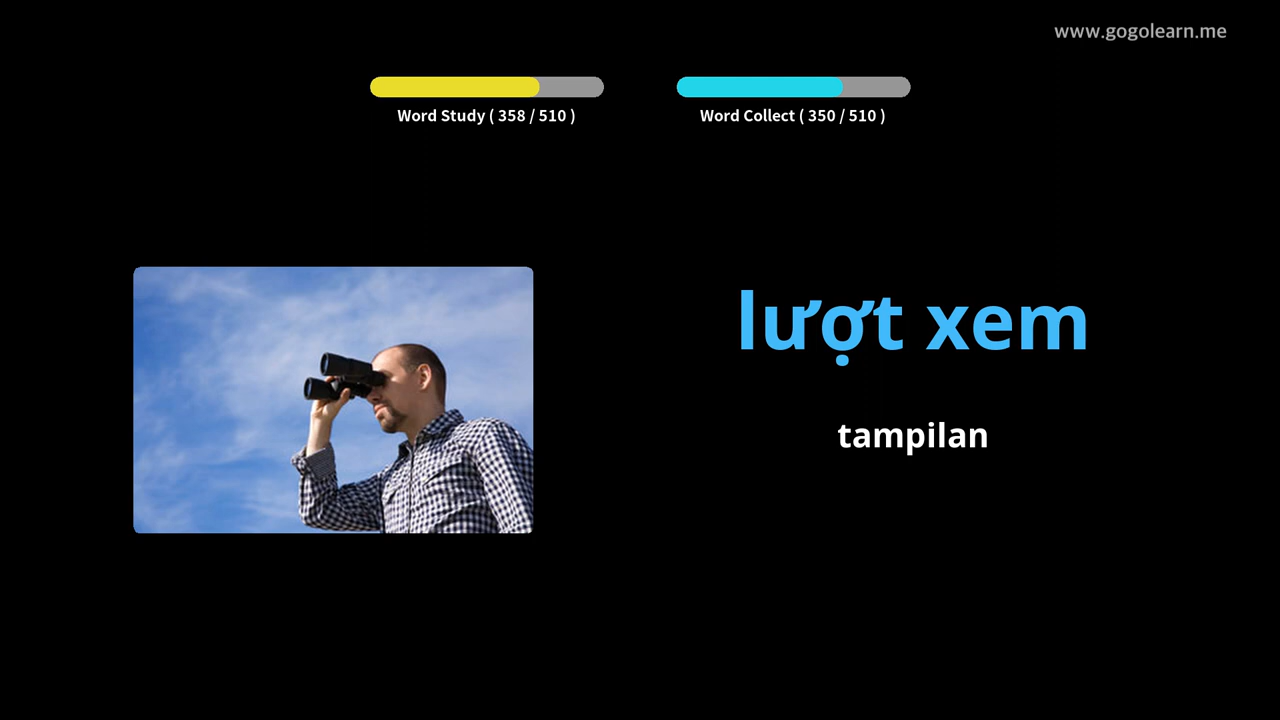 www.gogolearn.me
Word Study ( 358 / 510 )
Word Collect ( 350 / 510 )
lượt xem
tampilan